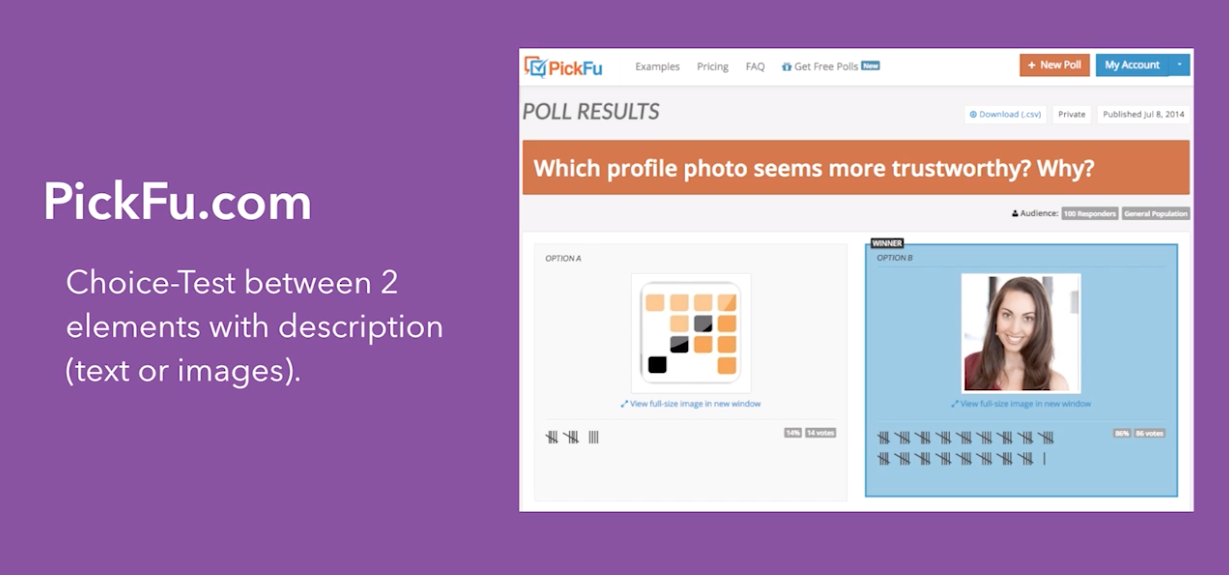 PickFu.com
Choice-Test between 2
elements with description
(text or images).
PickFu Examples Pricing FAQ Get Free Polls New + New Poll My Account
POLL RESULTS
Download (.csv) Private Published Jul 8, 2014
Which profile photo seems more trustworthy? Why?
Audience: 100 Responders General Population
OPTION A
View full-size image in new window
14% 14 votes
WINNER
OPTION B
View full-size image in new window
86% 86 votes